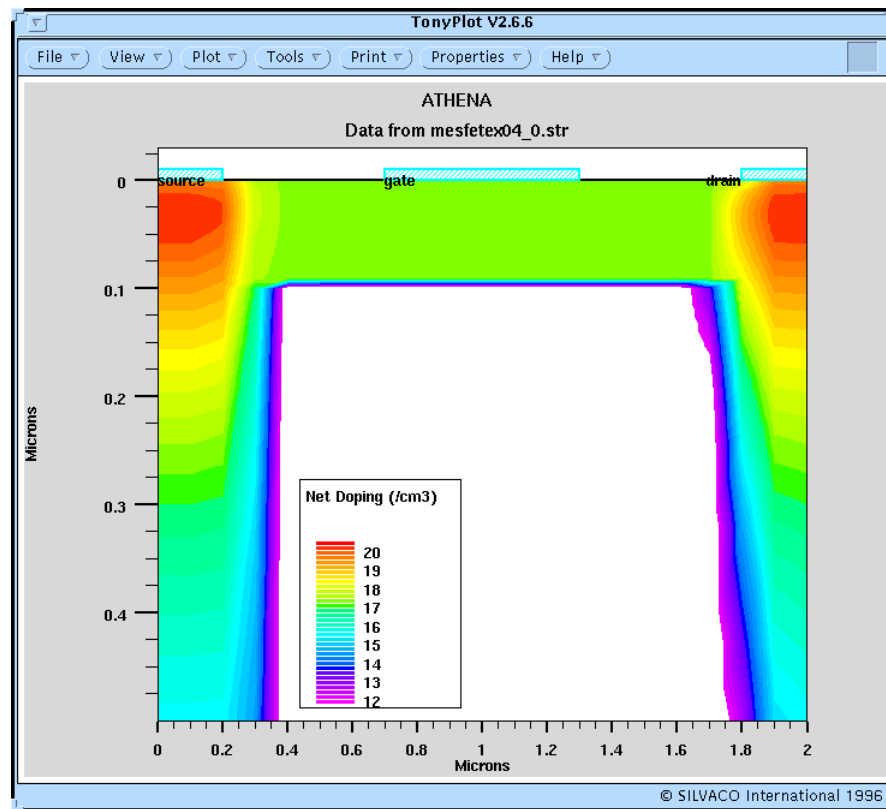 TonyPlot V2.6.6
File View Plot Tools Print Properties Help
ATHENA
Data from mesfetex04_0.str
source gate drain
0
0.1
0.2
0.3
0.4
Microns
Net Doping (/cm3)
20
19
18
17
16
15
14
13
12
0 0.2 0.4 0.6 0.8 1 1.2 1.4 1.6 1.8 2
Microns
© SILVACO International 1996